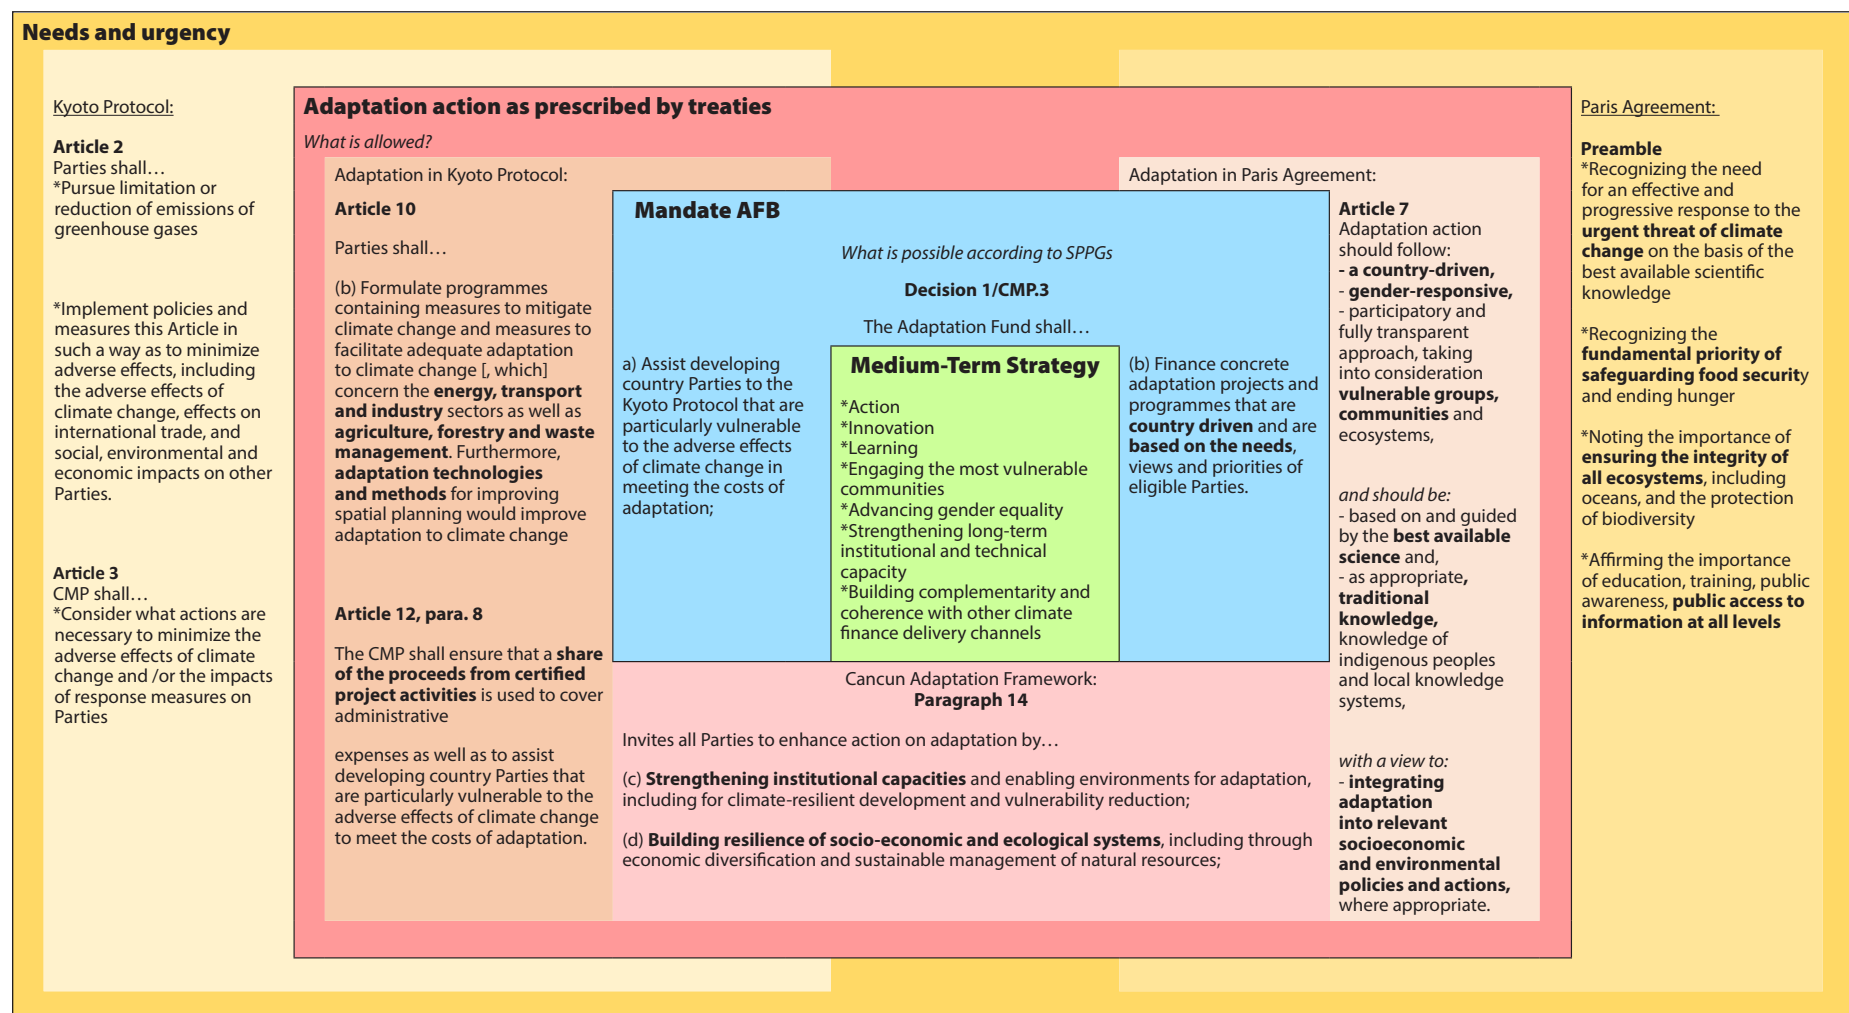 Needs and urgency
Kyoto Protocol:
Article 2
Parties shall…
*Pursue limitation or
reduction of emissions of
greenhouse gases
*Implement policies and
measures this Article in
such a way as to minimize
adverse effects, including
the adverse effects of
climate change, effects on
international trade, and
social, environmental and
economic impacts on other
Parties.
Article 3
CMP shall…
*Consider what actions are
necessary to minimize the
adverse effects of climate
change and /or the impacts
of response measures on
Parties
Adaptation action as prescribed by treaties
What is allowed?
Adaptation in Kyoto Protocol:
Article 10
Parties shall…
(b) Formulate programmes
containing measures to mitigate
climate change and measures to
facilitate adequate adaptation
to climate change [, which]
concern the energy, transport
and industry sectors as well as
agriculture, forestry and waste
management. Furthermore,
adaptation technologies
and methods for improving
spatial planning would improve
adaptation to climate change
Article 12, para. 8
The CMP shall ensure that a share
of the proceeds from certified
project activities is used to cover
administrative
expenses as well as to assist
developing country Parties that
are particularly vulnerable to the
adverse effects of climate change
to meet the costs of adaptation.
Mandate AFB
What is possible according to SPPGs
Decision 1/CMP.3
The Adaptation Fund shall…
a) Assist developing
country Parties to the
Kyoto Protocol that are
particularly vulnerable
to the adverse effects
of climate change in
meeting the costs of
adaptation;
Medium-Term Strategy
*Action
*Innovation
*Learning
*Engaging the most vulnerable
communities
*Advancing gender equality
*Strengthening long-term
institutional and technical
capacity
*Building complementarity and
coherence with other climate
finance delivery channels
(b) Finance concrete
adaptation projects and
programmes that are
country driven and are
based on the needs,
views and priorities of
eligible Parties.
Cancun Adaptation Framework:
Paragraph 14
Invites all Parties to enhance action on adaptation by…
(c) Strengthening institutional capacities and enabling environments for adaptation,
including for climate-resilient development and vulnerability reduction;
(d) Building resilience of socio-economic and ecological systems, including through
economic diversification and sustainable management of natural resources;
Adaptation in Paris Agreement:
Article 7
Adaptation action
should follow:
- a country-driven,
- gender-responsive,
- participatory and
fully transparent
approach, taking
into consideration
vulnerable groups,
communities and
ecosystems,
and should be:
- based on and guided
by the best available
science and,
- as appropriate,
traditional
knowledge,
knowledge of
indigenous peoples
and local knowledge
systems,
with a view to:
- integrating
adaptation
into relevant
socioeconomic
and environmental
policies and actions,
where appropriate.
Paris Agreement:
Preamble
*Recognizing the need
for an effective and
progressive response to the
urgent threat of climate
change on the basis of the
best available scientific
knowledge
*Recognizing the
fundamental priority of
safeguarding food security
and ending hunger
*Noting the importance of
ensuring the integrity of
all ecosystems, including
oceans, and the protection
of biodiversity
*Affirming the importance
of education, training, public
awareness, public access to
information at all levels